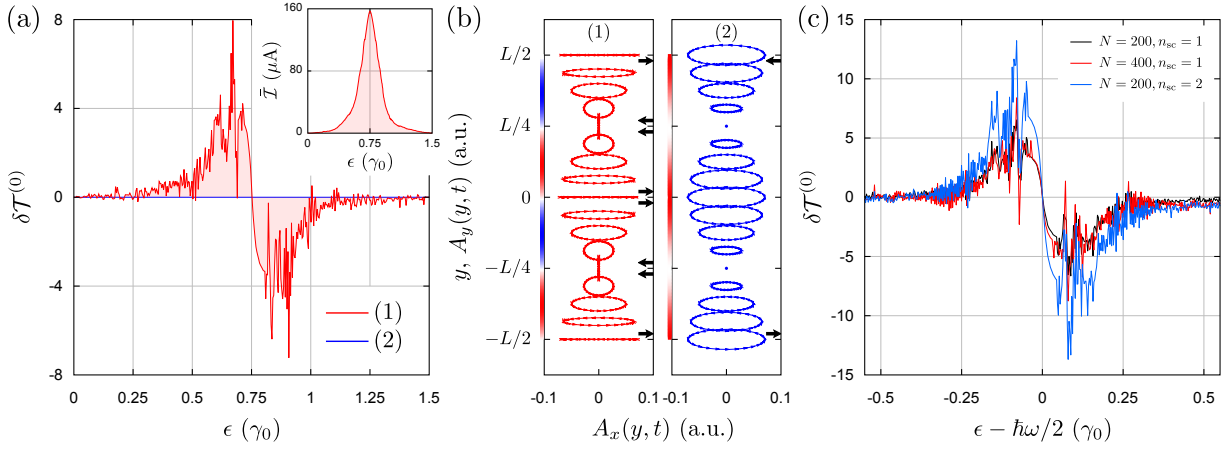 (a)
δT̄⁽⁰⁾
8
4
0
-4
-8
0
0.25
0.5
0.75
1
1.25
1.5
ϵ (γ₀)
(1)
(2)
Ī (μA)
160
80
0
0
0.75
1.5
ϵ (γ₀)
(b)
y, A_y(y, t) (a.u.)
L/2
L/4
0
−L/4
−L/2
(1)
(2)
-0.1
0
0.1
-0.1
0
0.1
A_x(y, t) (a.u.)
(c)
δT̄⁽⁰⁾
15
10
5
0
-5
-10
-15
-0.5
-0.25
0
0.25
0.5
ϵ − ℏω/2 (γ₀)
N = 200, n_sc = 1
N = 400, n_sc = 1
N = 200, n_sc = 2